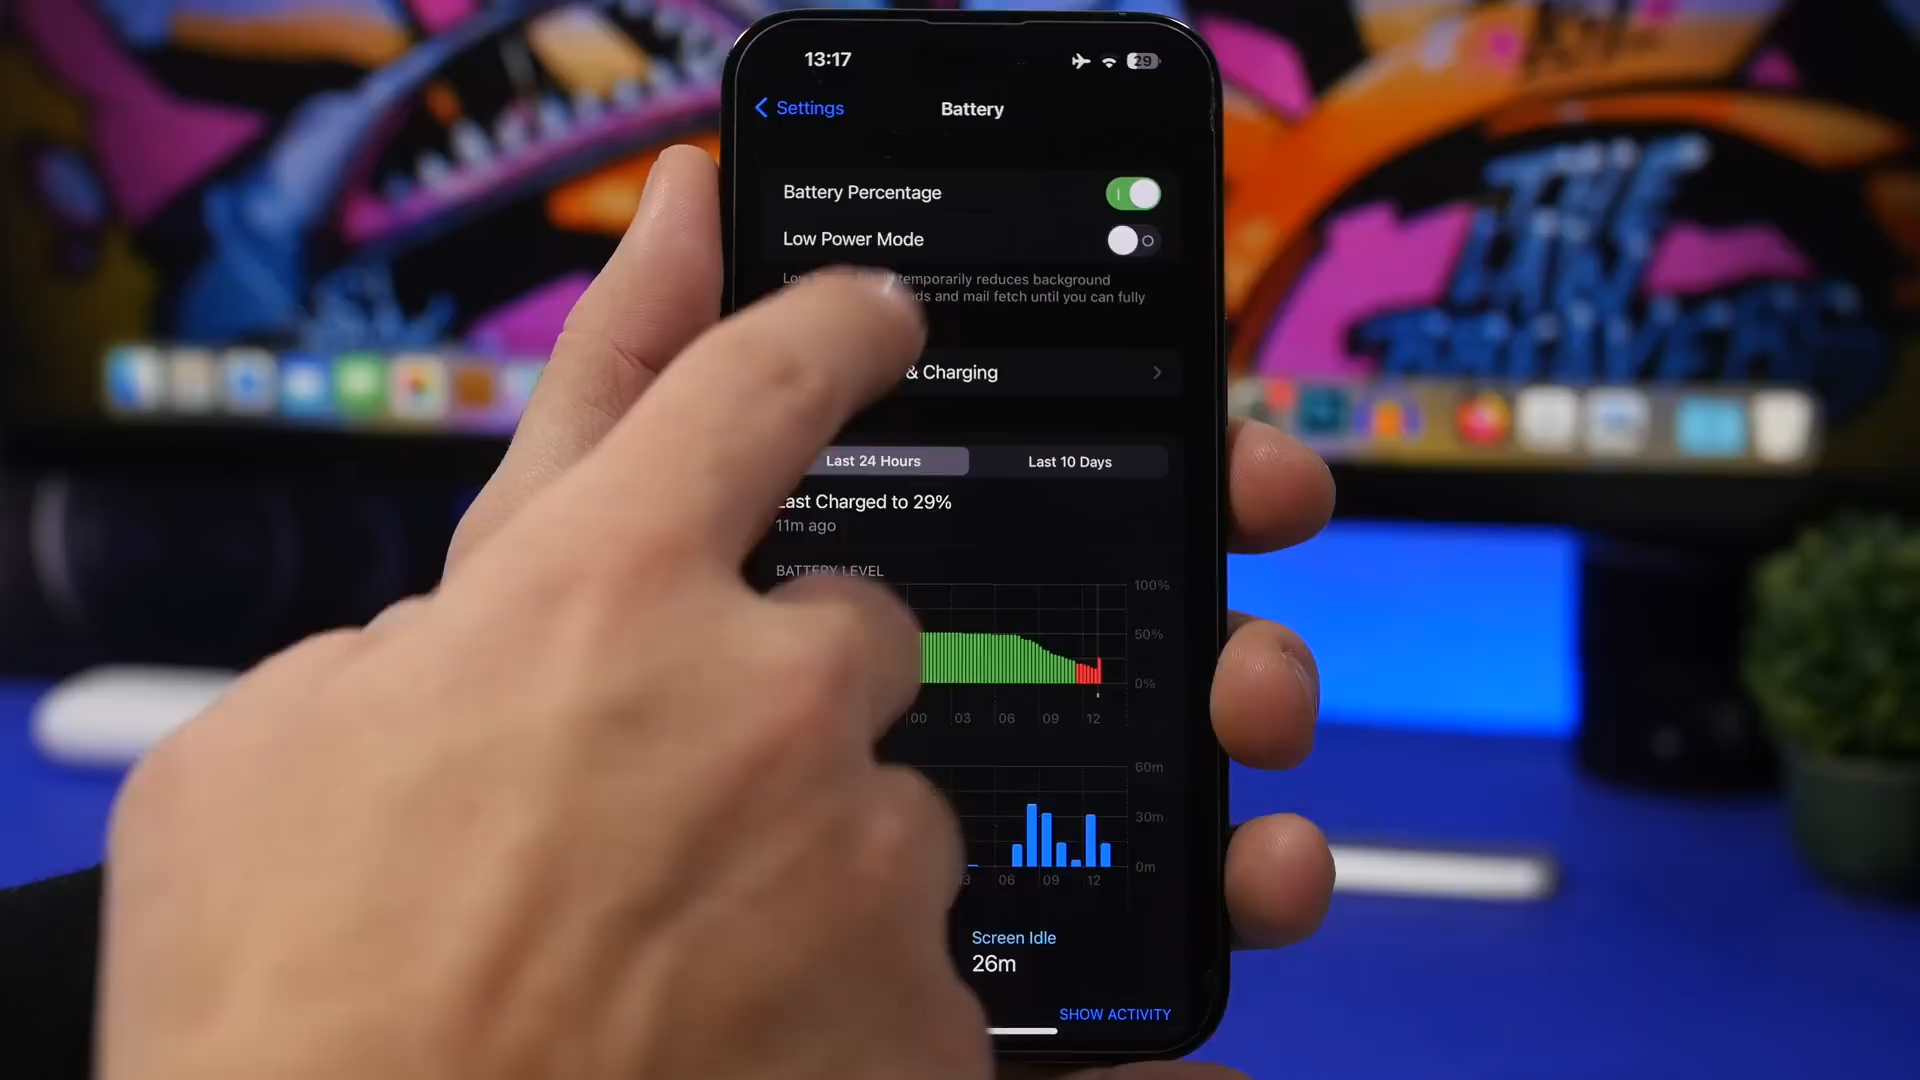 13:17
29
Settings
Battery
Battery Percentage
Low Power Mode
temporarily reduces background
and mail fetch until you can fully
& Charging
Last 24 Hours
Last 10 Days
Last Charged to 29%
11m ago
BATTERY LEVEL
100%
50%
0%
00 03 06 09 12
60m
30m
0m
06 09 12
Screen Idle
26m
SHOW ACTIVITY
THE